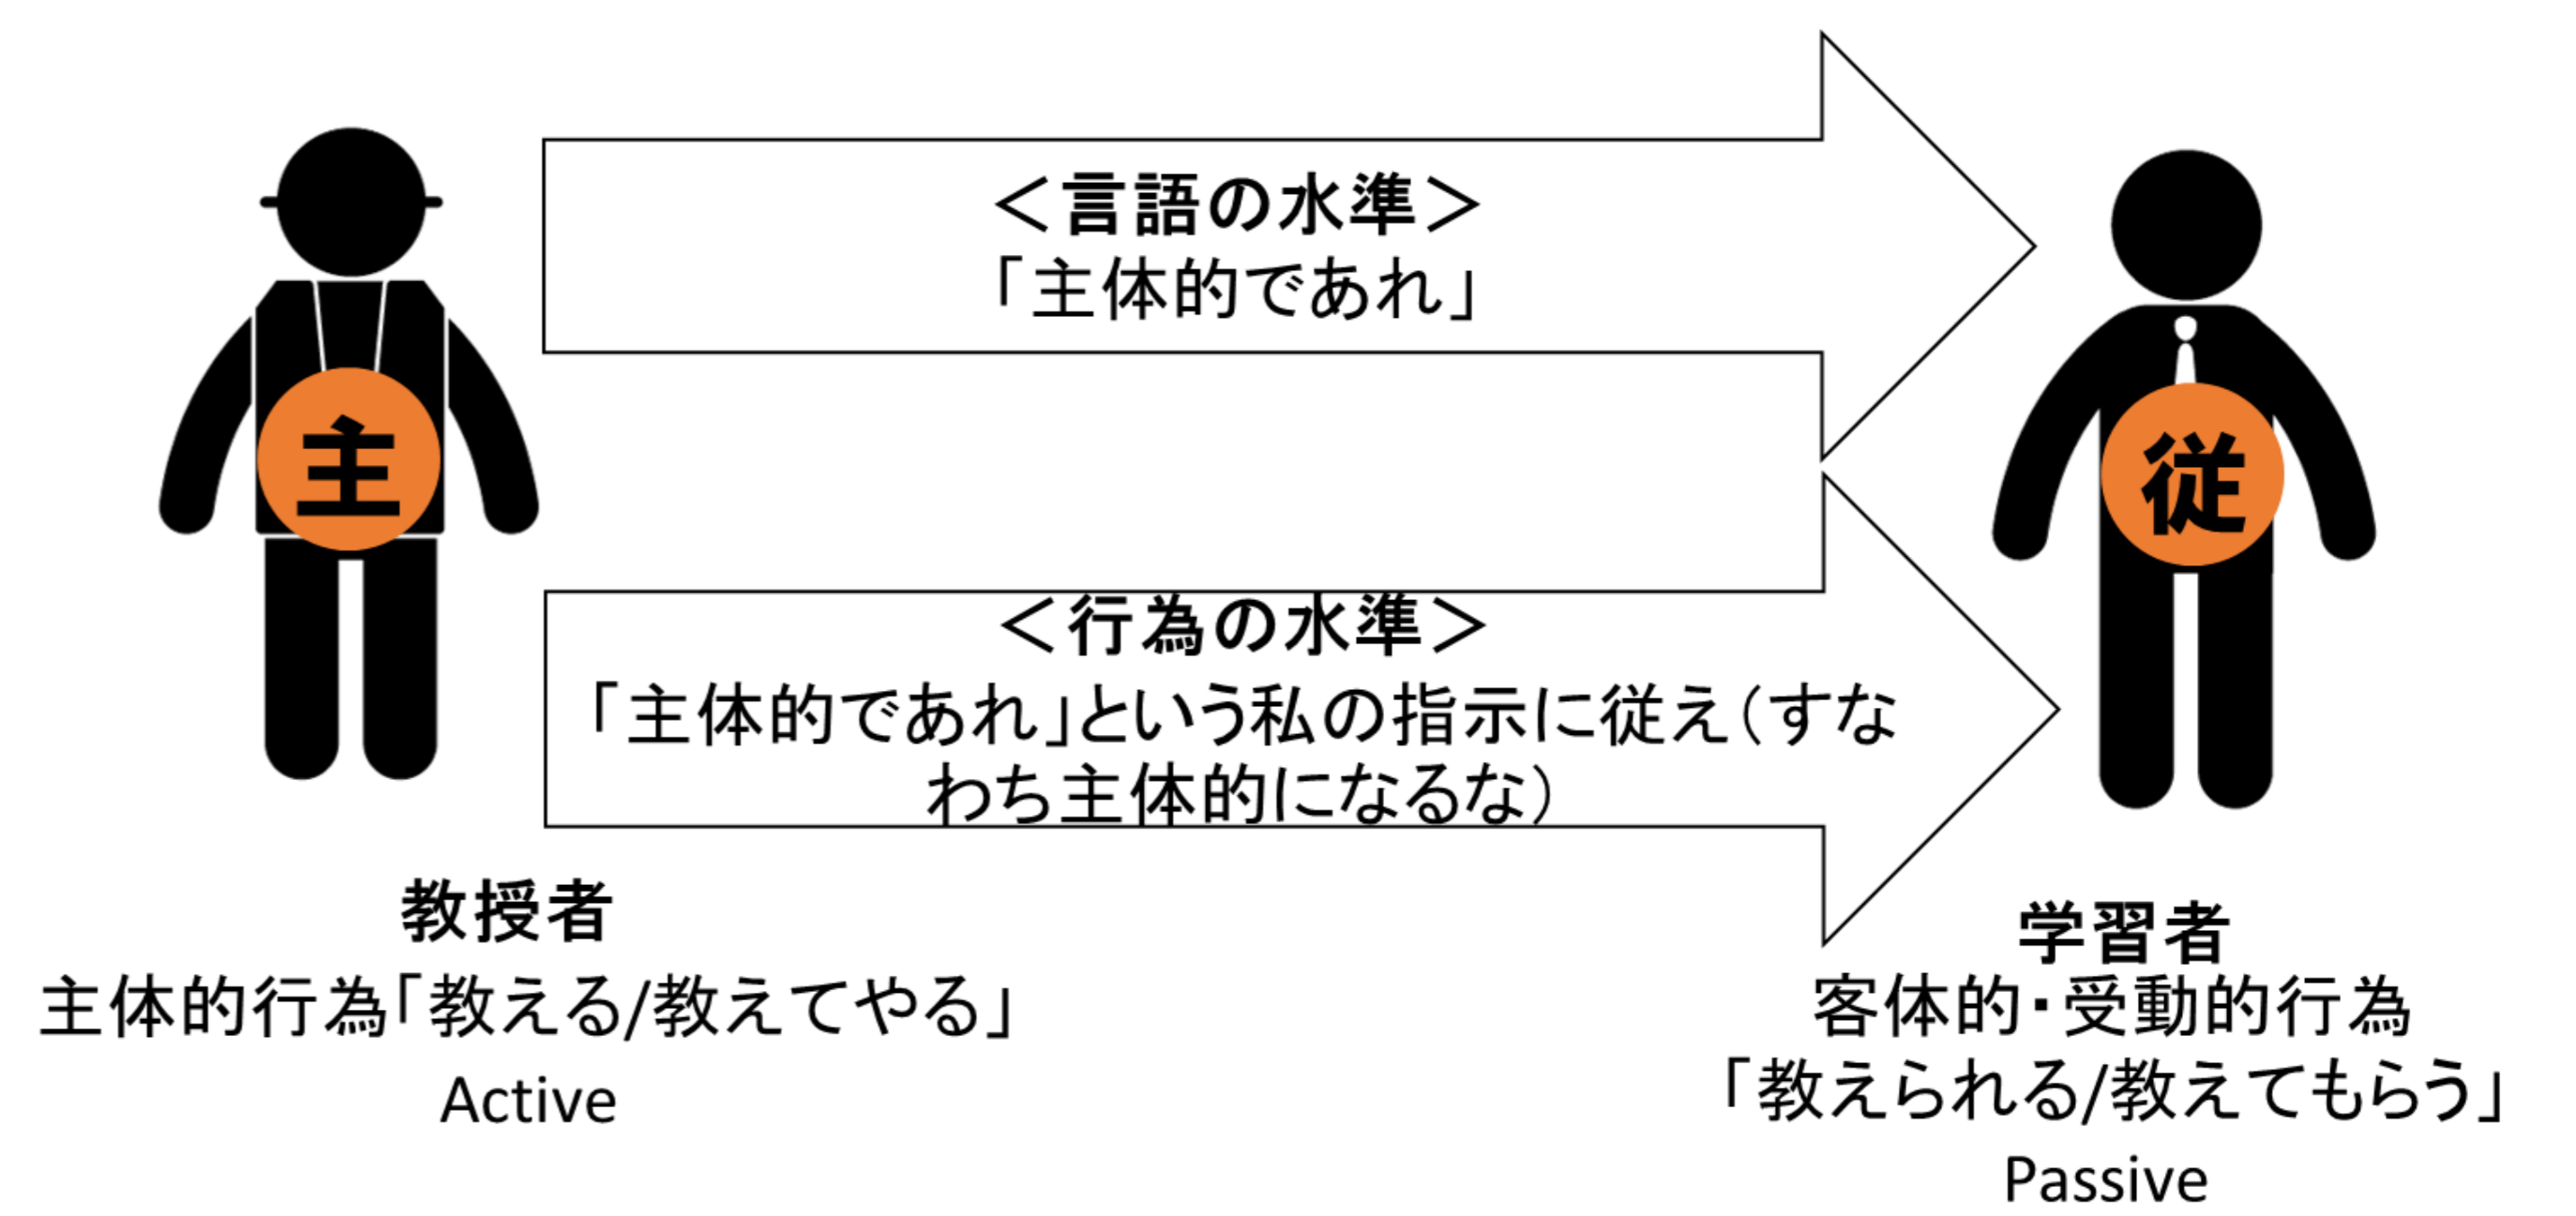 ＜言語の水準＞
「主体的であれ」
主
従
＜行為の水準＞
「主体的であれ」という私の指示に従え（すな
わち主体的になるな）
教授者
主体的行為「教える/教えてやる」
Active
学習者
客体的・受動的行為
「教えられる/教えてもらう」
Passive